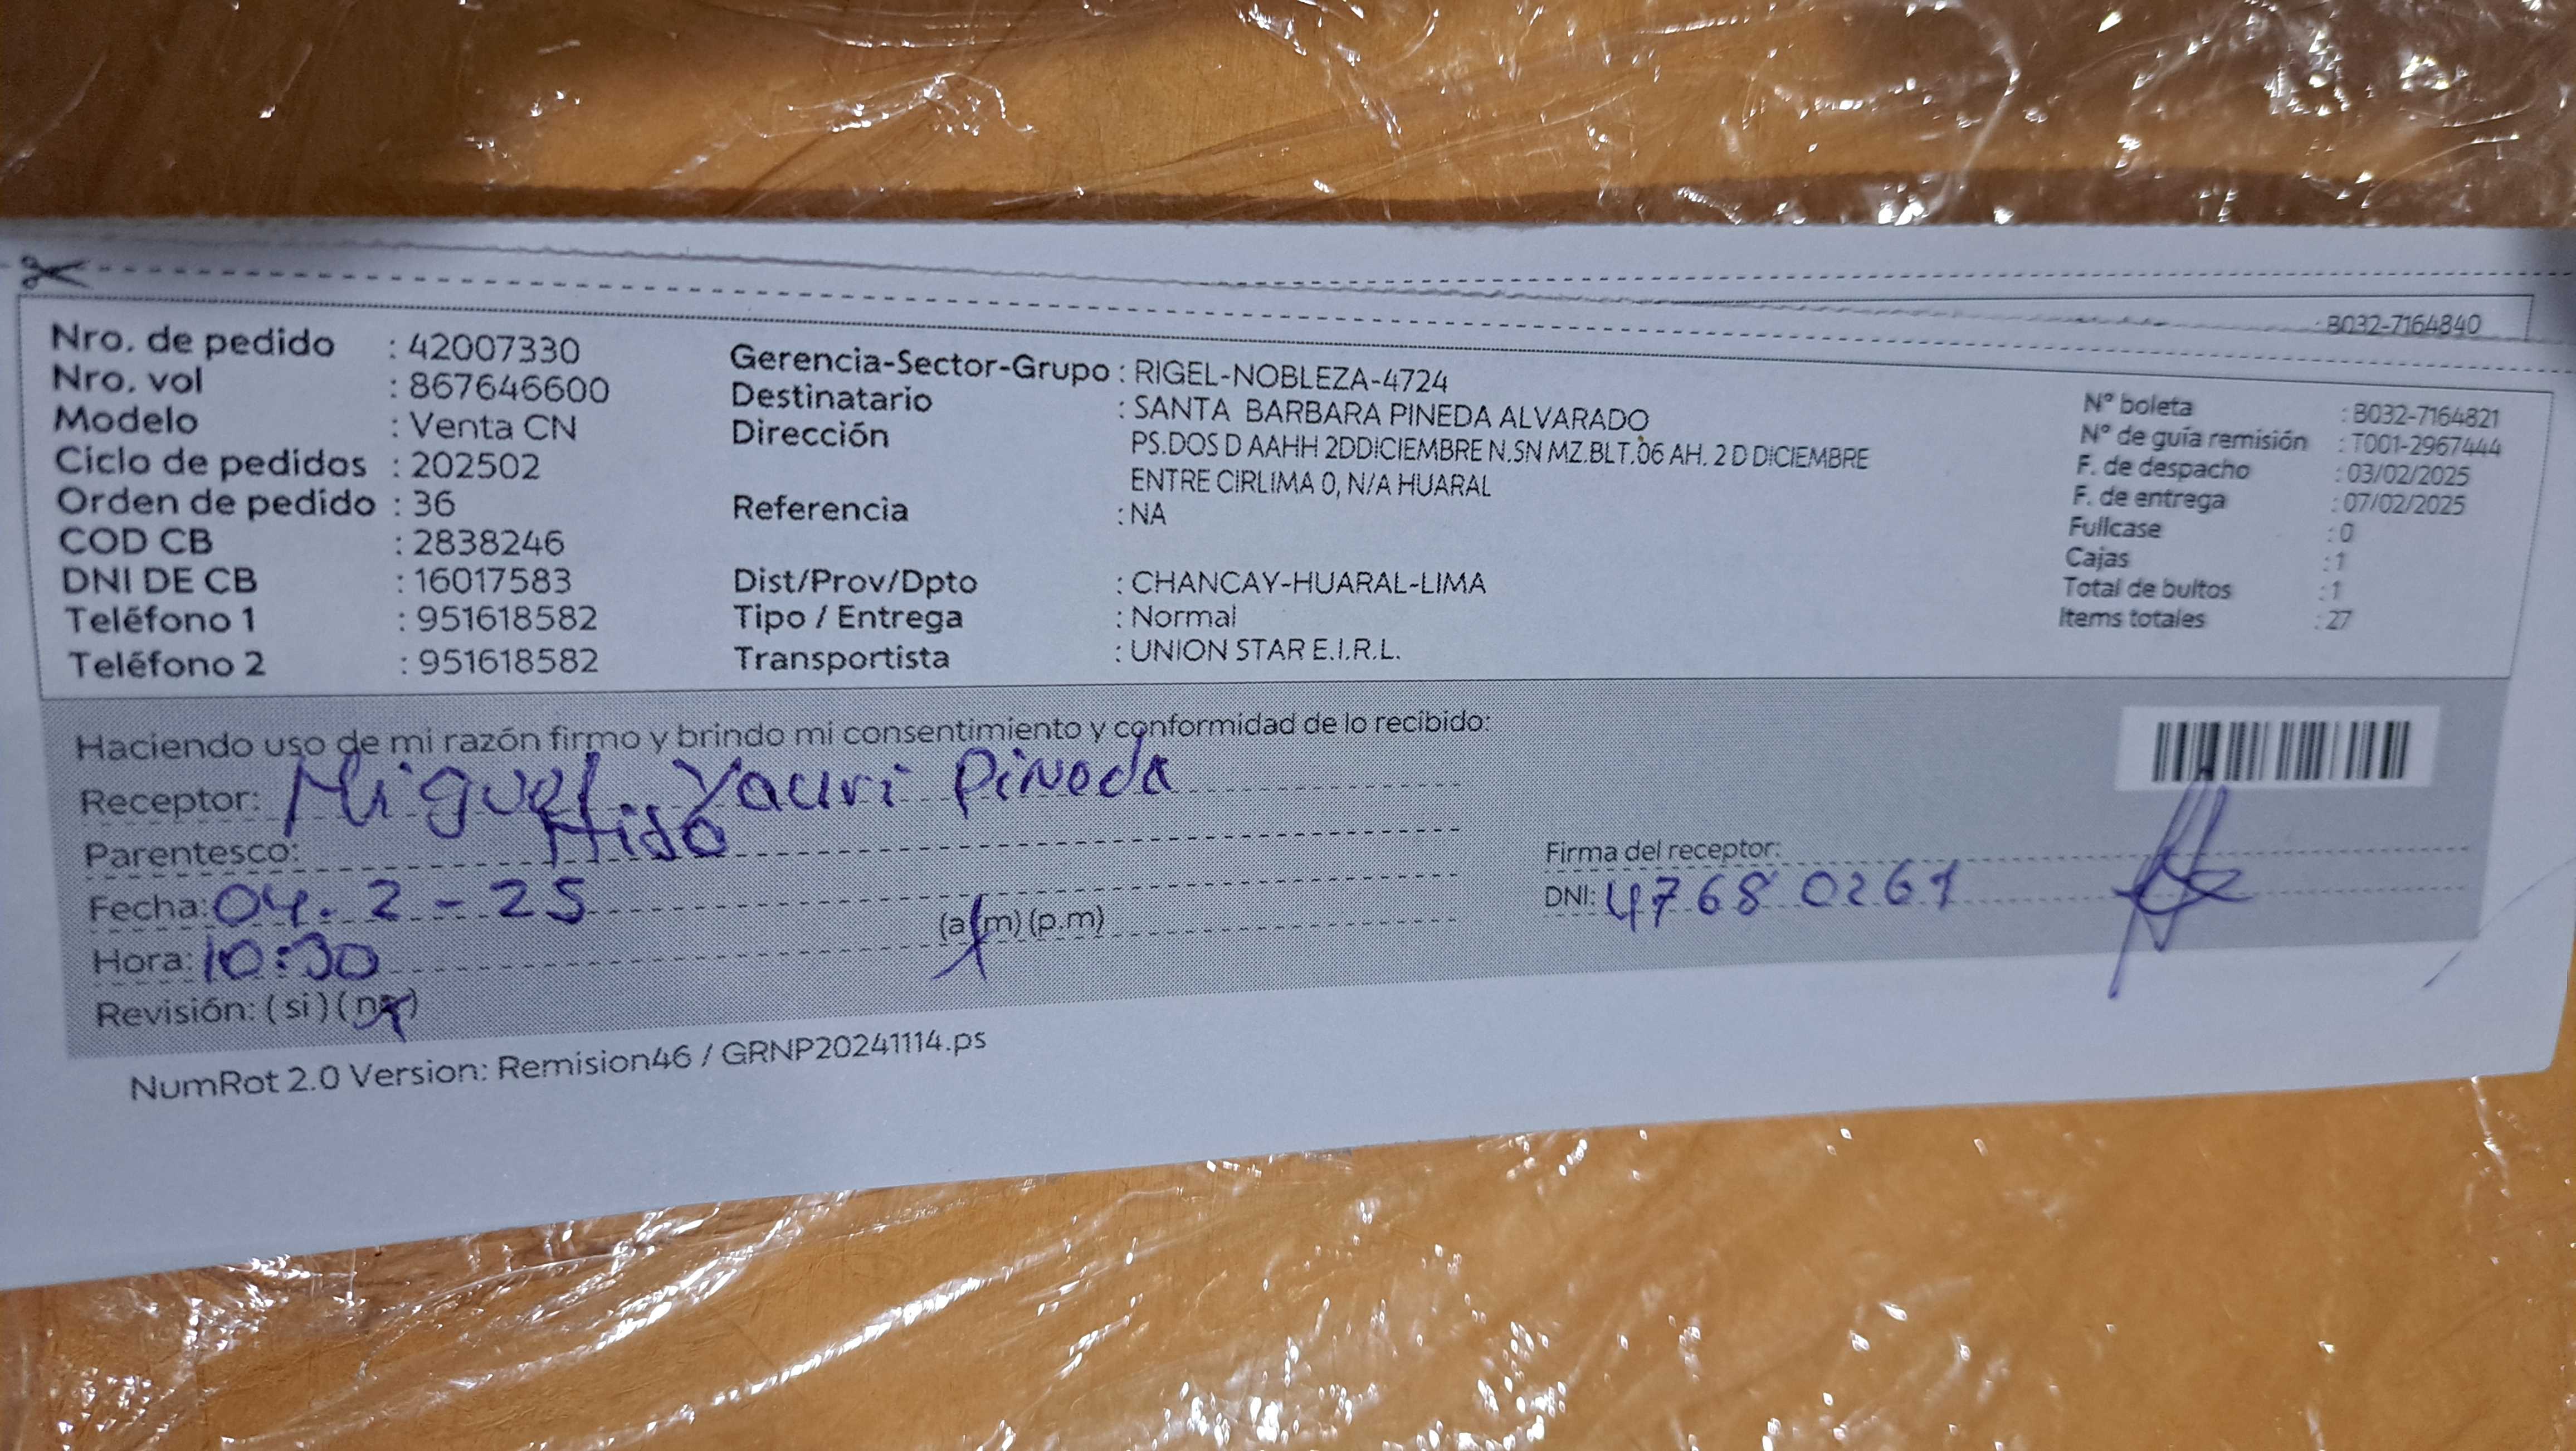 B032-7164840
Nro. de pedido : 42007330
Nro. vol : 867646600
Modelo : Venta CN
Ciclo de pedidos : 202502
Orden de pedido : 36
COD CB : 2838246
DNI DE CB : 16017583
Teléfono 1 : 951618582
Teléfono 2 : 951618582
Gerencia-Sector-Grupo : RIGEL-NOBLEZA-4724
Destinatario : SANTA BARBARA PINEDA ALVARADO
Dirección PS.DOS D AAHH 2DDICIEMBRE N.SN MZ.BLT.06 AH. 2 D DICIEMBRE
ENTRE CIRLIMA 0, N/A HUARAL
Referencia : NA
Dist/Prov/Dpto : CHANCAY-HUARAL-LIMA
Tipo / Entrega : Normal
Transportista : UNION STAR E.I.R.L.
N° boleta : B032-7164821
N° de guía remisión : T001-2967444
F. de despacho : 03/02/2025
F. de entrega : 07/02/2025
Fullcase : 0
Cajas : 1
Total de bultos : 1
Items totales : 27
Haciendo uso de mi razón firmo y brindo mi consentimiento y conformidad de lo recibido:
Receptor: Miguel Yauri Pineda
Parentesco: Hijo
Fecha: 04. 2 - 25
Hora: 10:30 (a.m) (p.m)
Revisión: ( si ) ( no )
Firma del receptor:
DNI: 47680261
NumRot 2.0 Version: Remision46 / GRNP20241114.ps